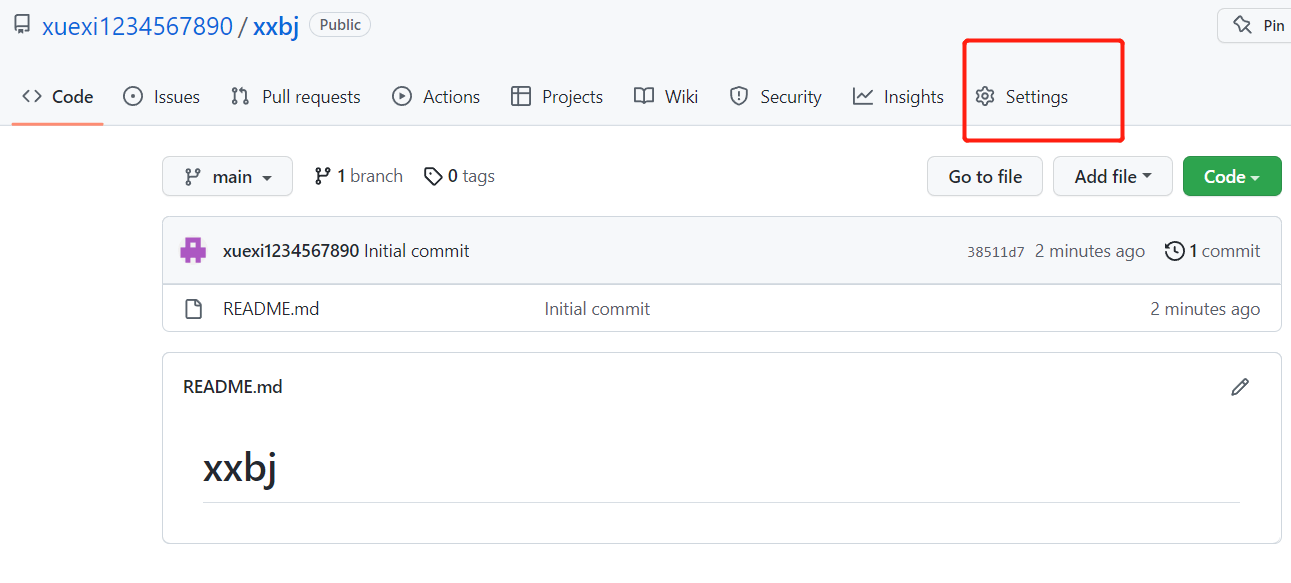 xuexi1234567890 / xxbj Public Pin
Code Issues Pull requests Actions Projects Wiki Security Insights Settings
main 1 branch 0 tags Go to file Add file Code
xuexi1234567890 Initial commit 38511d7 2 minutes ago 1 commit
README.md Initial commit 2 minutes ago
README.md
xxbj